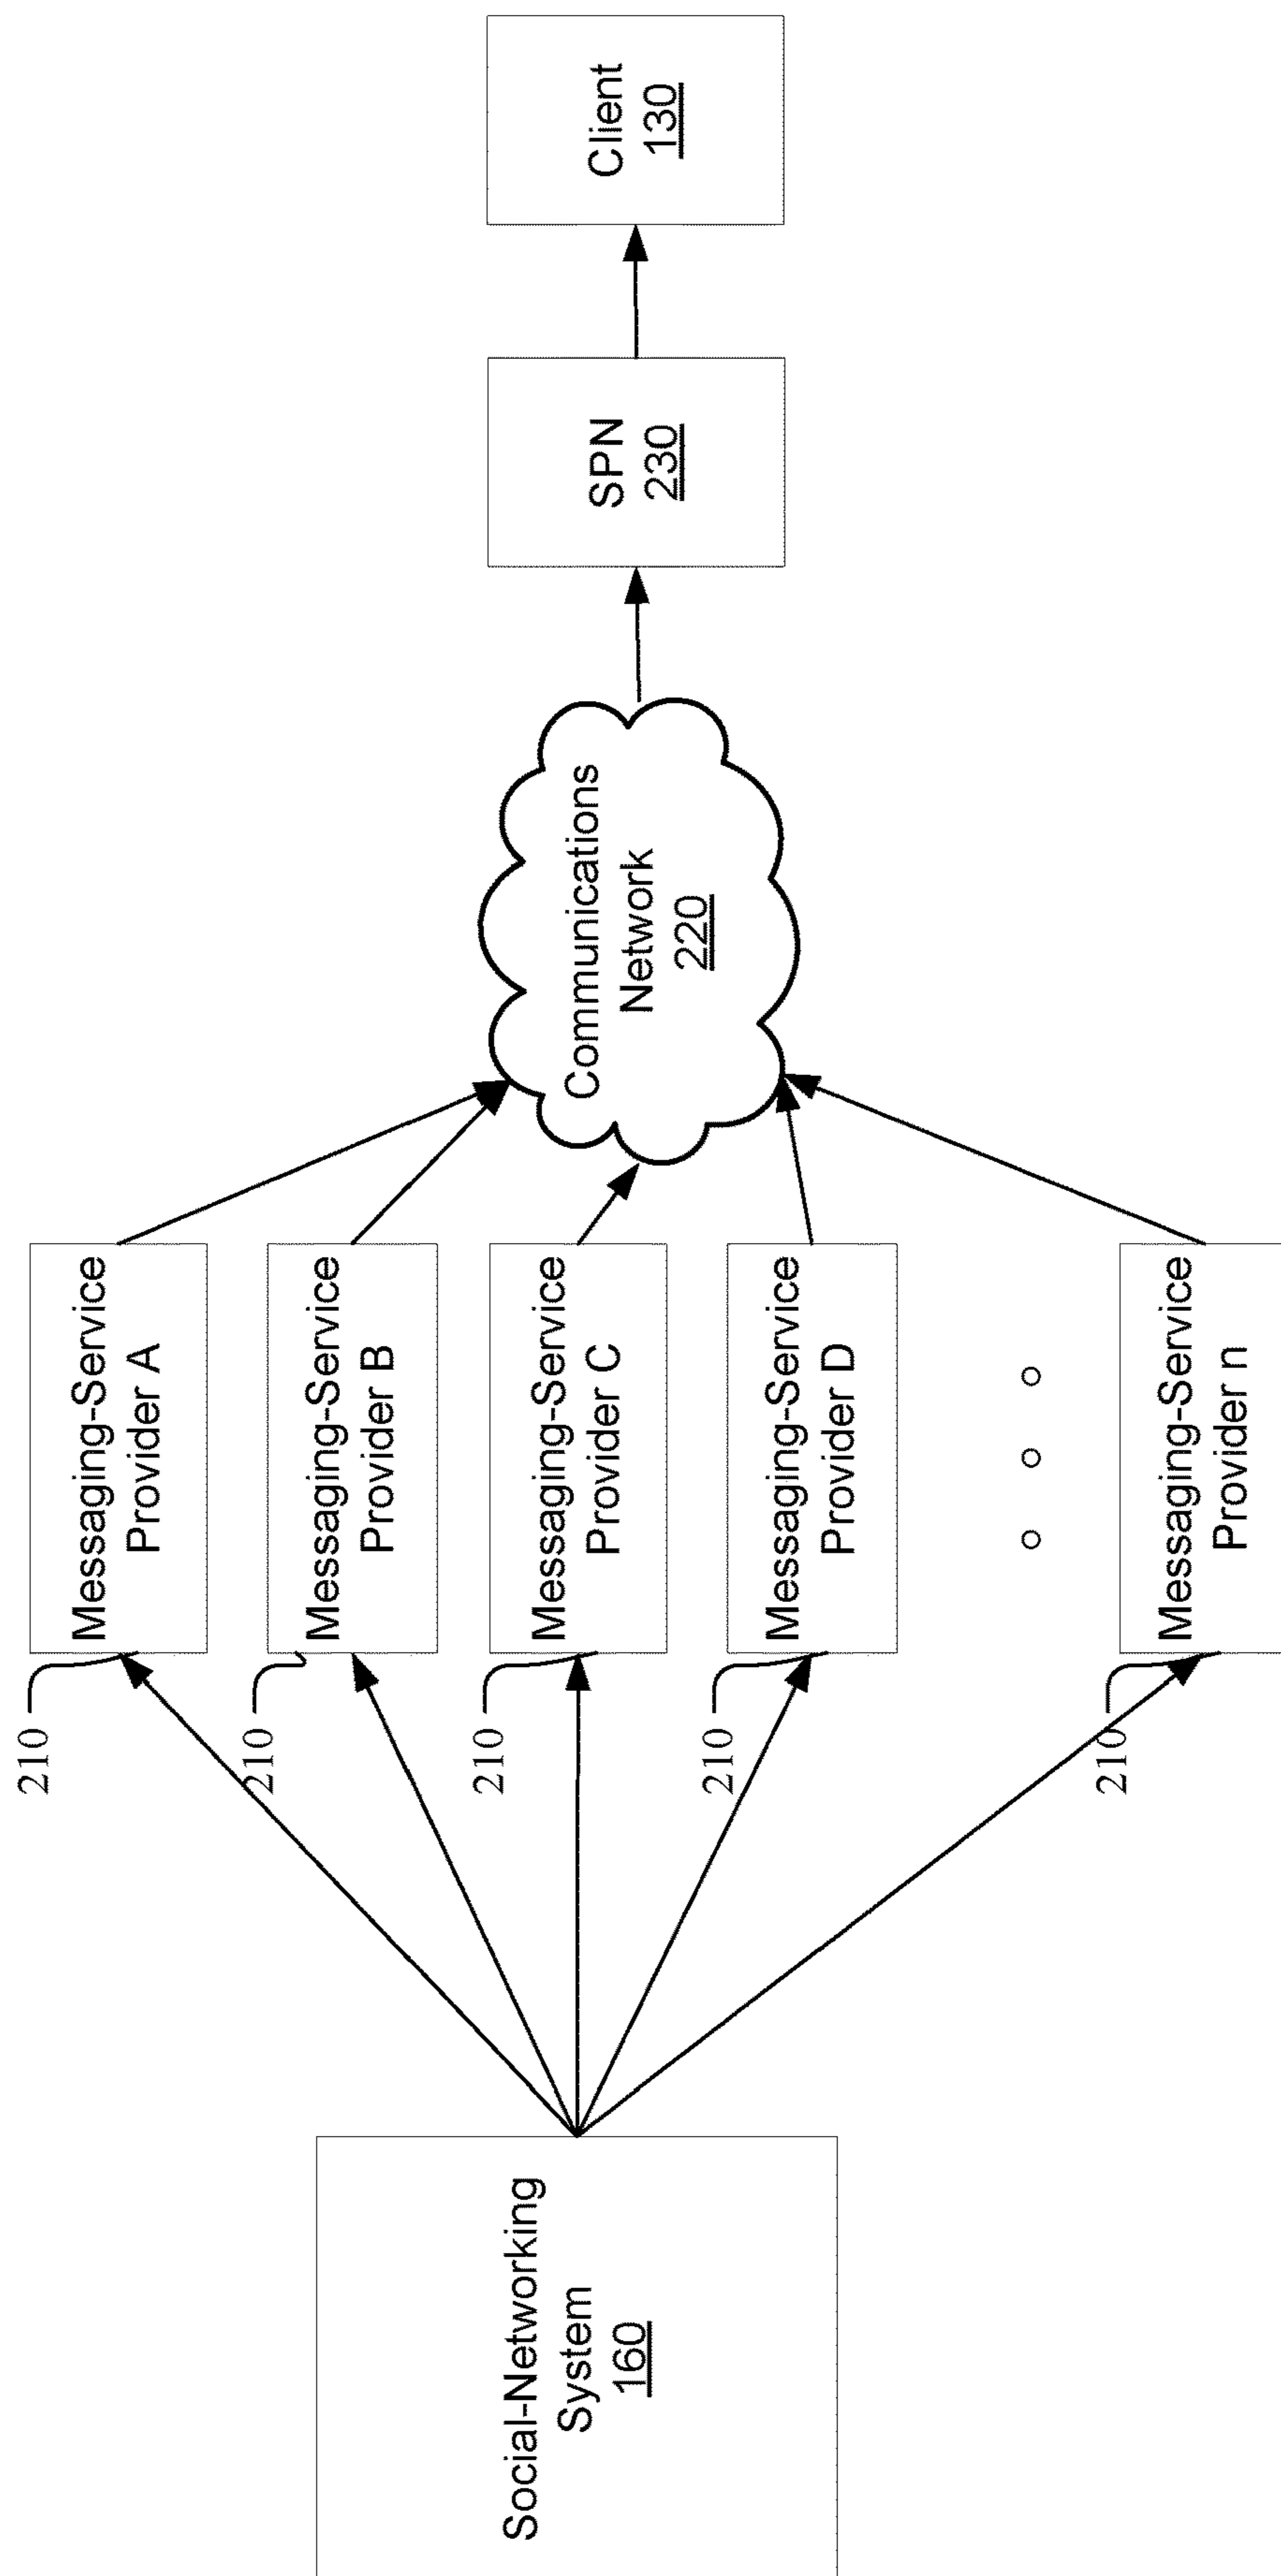 Social-Networking
System
160
210
Messaging-Service
Provider A
210
Messaging-Service
Provider B
210
Messaging-Service
Provider C
210
Messaging-Service
Provider D
210
Messaging-Service
Provider n
Communications
Network
220
SPN
230
Client
130